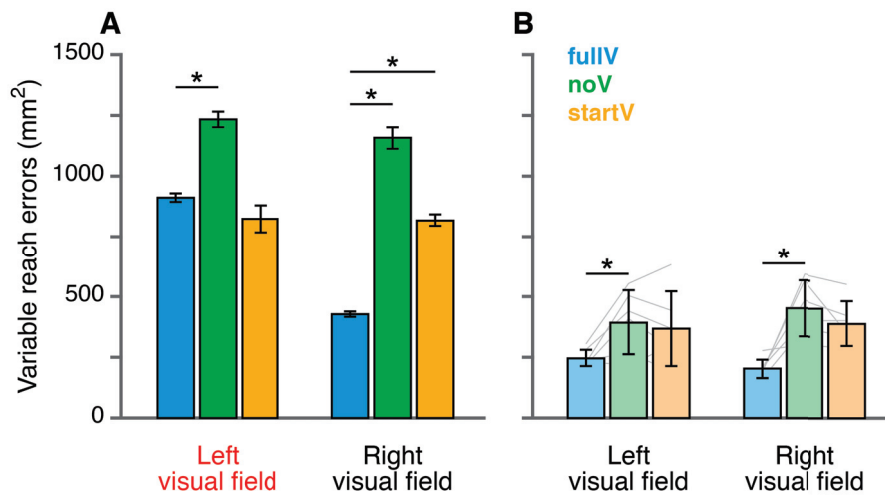 A
B
Variable reach errors (mm²)
1500
1000
500
0
*
*
*
fullV
noV
startV
*
*
Left
visual field
Right
visual field
Left
visual field
Right
visual field